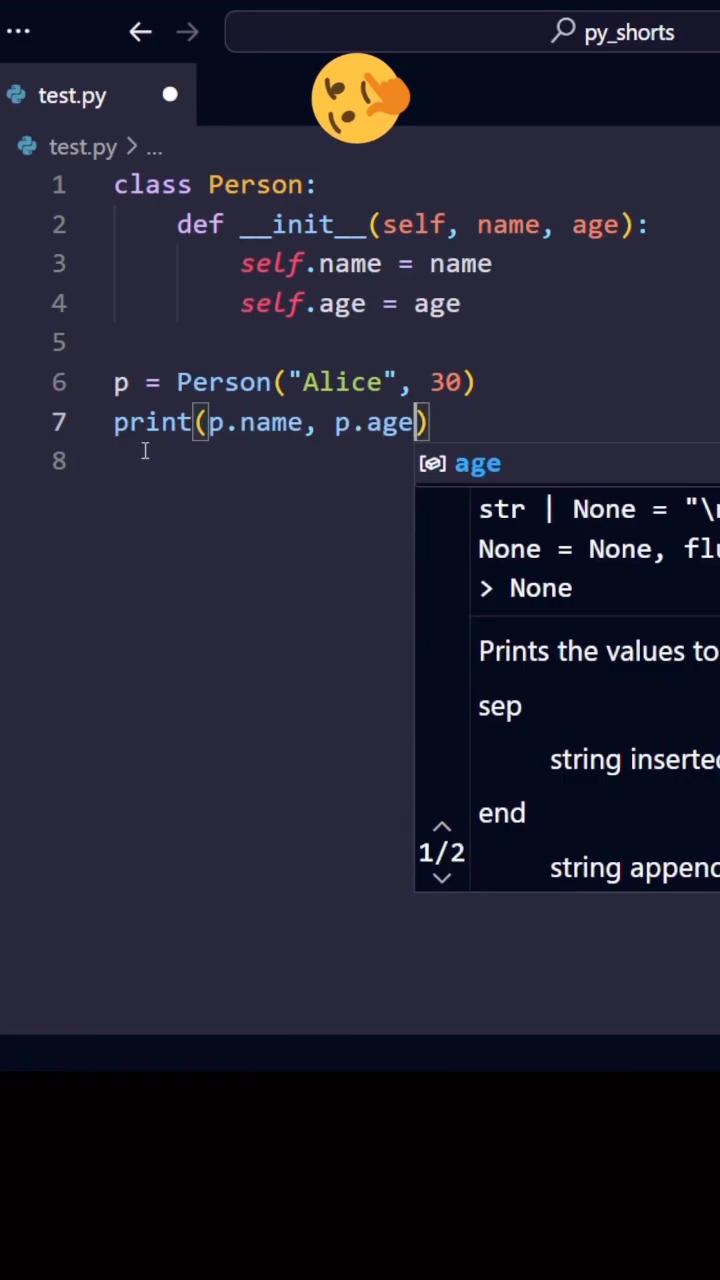 ... py_shorts
test.py
test.py > ...
1 class Person:
2 def __init__(self, name, age):
3 self.name = name
4 self.age = age
5
6 p = Person("Alice", 30)
7 print(p.name, p.age)
8
age
str | None = "\
None = None, fl
> None
Prints the values to
sep
string inserted
end
1/2
string append